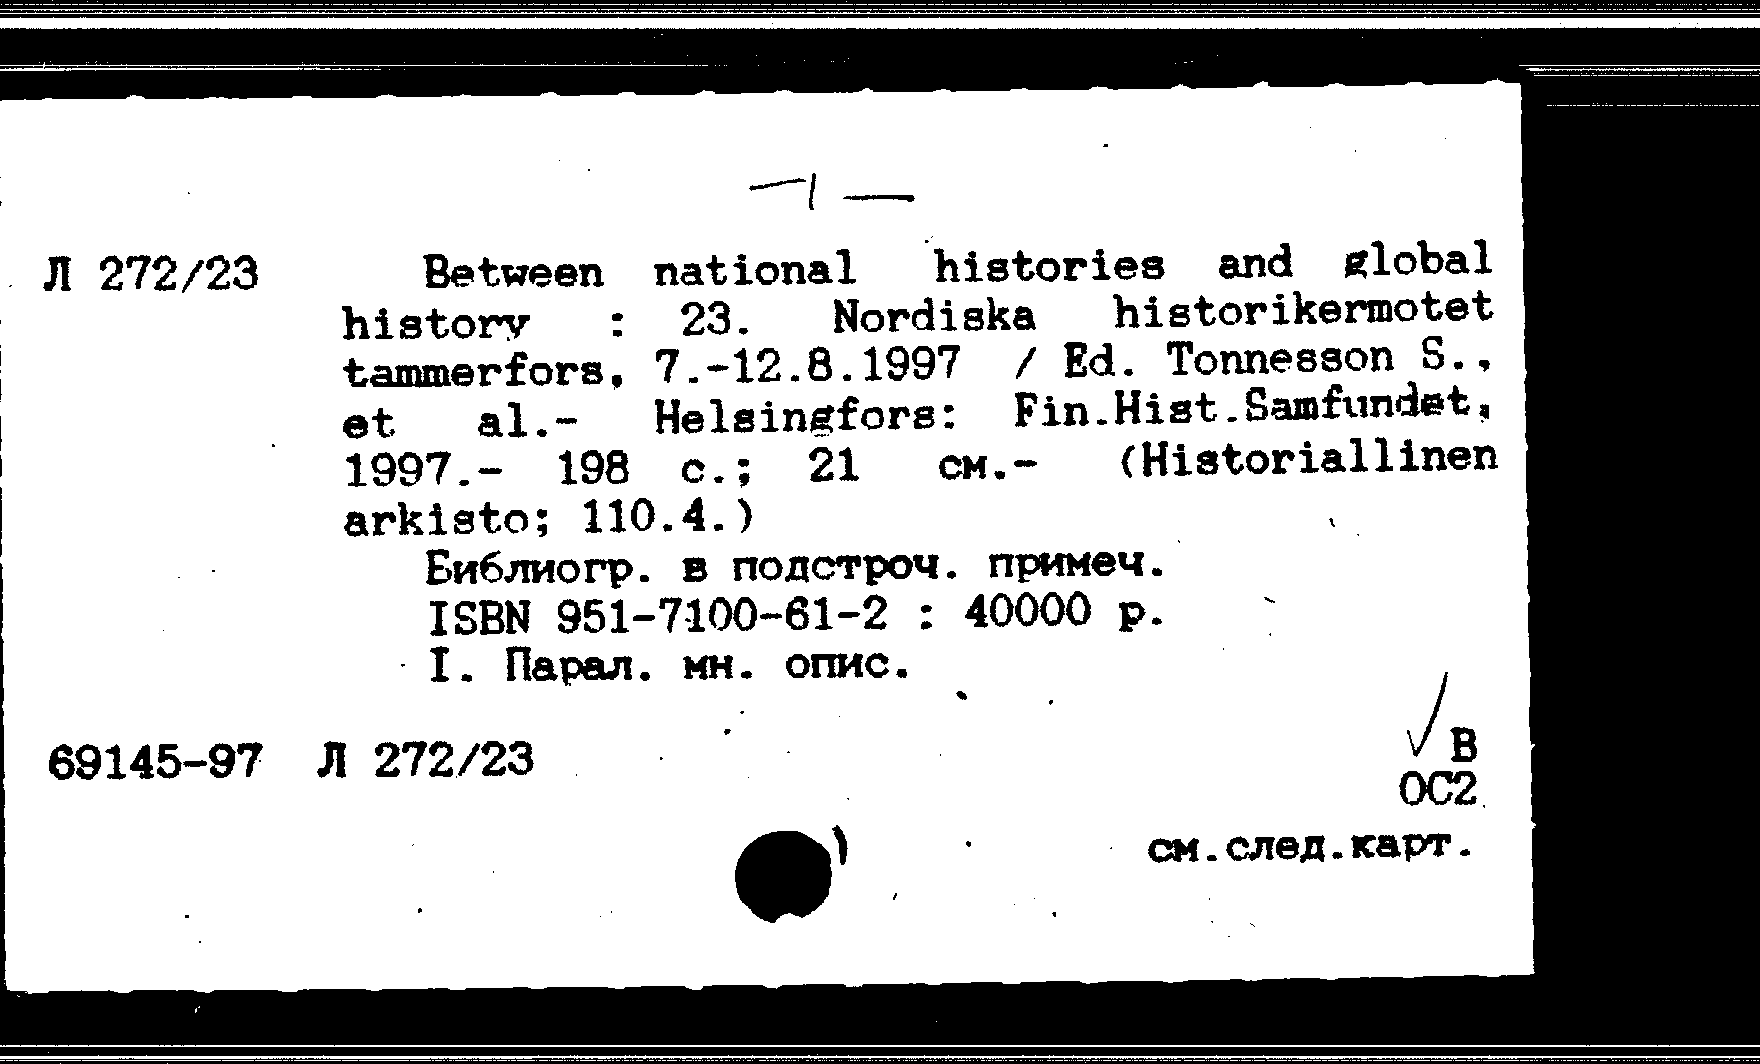 Л 272/23 Between national histories and global
history : 23. Nordiska historikermotet
tammerfors, 7.-12.8.1997 / Ed. Tonnesson S.,
et al.- Helsingfors: Fin.Hist.Samfundet,
1997.- 198 с.; 21 см.- (Historiallinen
arkisto; 110.4.)
Библиогр. в подстроч. примеч.
ISBN 951-7100-61-2 : 40000 р.
I. Парал. мн. опис.
69145-97 Л 272/23 В
ОС2
см.след.карт.